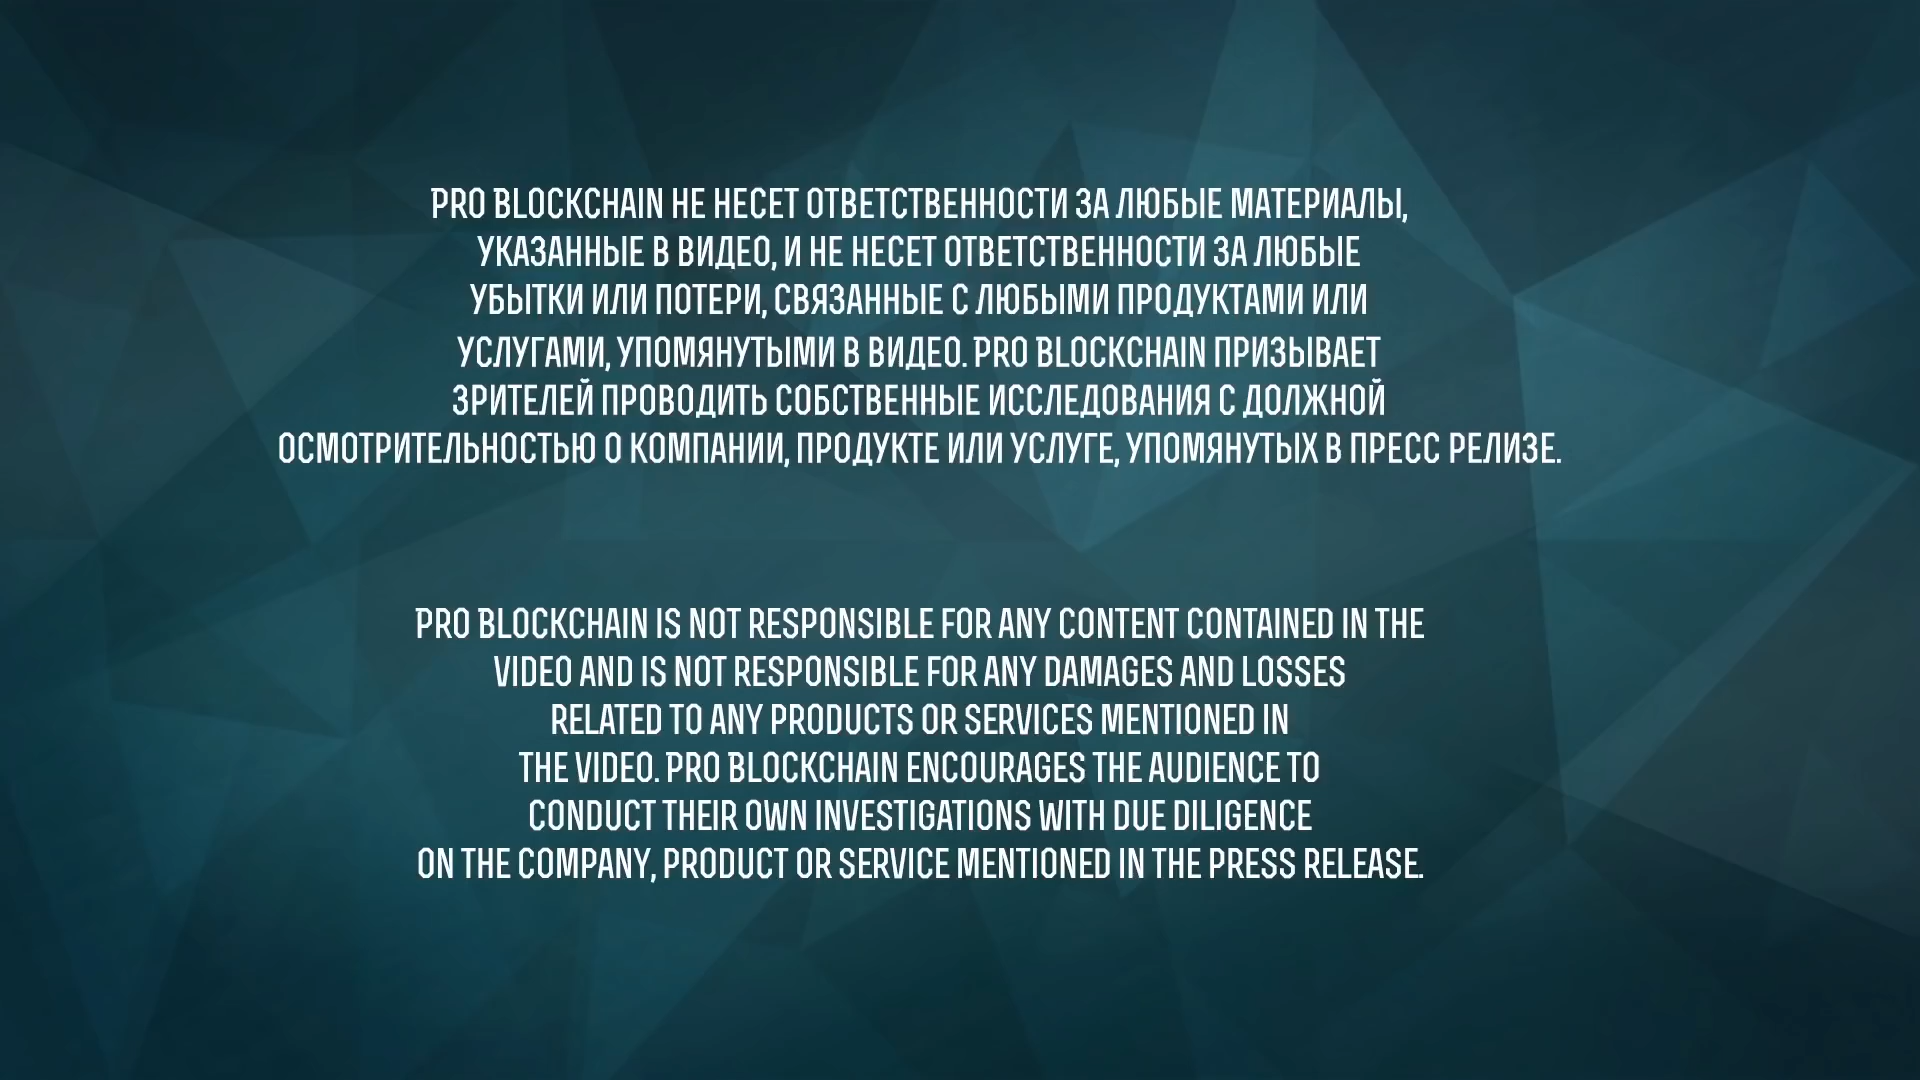 PRO BLOCKCHAIN НЕ НЕСЕТ ОТВЕТСТВЕННОСТИ ЗА ЛЮБЫЕ МАТЕРИАЛЫ,
УКАЗАННЫЕ В ВИДЕО, И НЕ НЕСЕТ ОТВЕТСТВЕННОСТИ ЗА ЛЮБЫЕ
УБЫТКИ ИЛИ ПОТЕРИ, СВЯЗАННЫЕ С ЛЮБЫМИ ПРОДУКТАМИ ИЛИ
УСЛУГАМИ, УПОМЯНУТЫМИ В ВИДЕО. PRO BLOCKCHAIN ПРИЗЫВАЕТ
ЗРИТЕЛЕЙ ПРОВОДИТЬ СОБСТВЕННЫЕ ИССЛЕДОВАНИЯ С ДОЛЖНОЙ
ОСМОТРИТЕЛЬНОСТЬЮ О КОМПАНИИ, ПРОДУКТЕ ИЛИ УСЛУГЕ, УПОМЯНУТЫХ В ПРЕСС РЕЛИЗЕ.
PRO BLOCKCHAIN IS NOT RESPONSIBLE FOR ANY CONTENT CONTAINED IN THE
VIDEO AND IS NOT RESPONSIBLE FOR ANY DAMAGES AND LOSSES
RELATED TO ANY PRODUCTS OR SERVICES MENTIONED IN
THE VIDEO. PRO BLOCKCHAIN ENCOURAGES THE AUDIENCE TO
CONDUCT THEIR OWN INVESTIGATIONS WITH DUE DILIGENCE
ON THE COMPANY, PRODUCT OR SERVICE MENTIONED IN THE PRESS RELEASE.